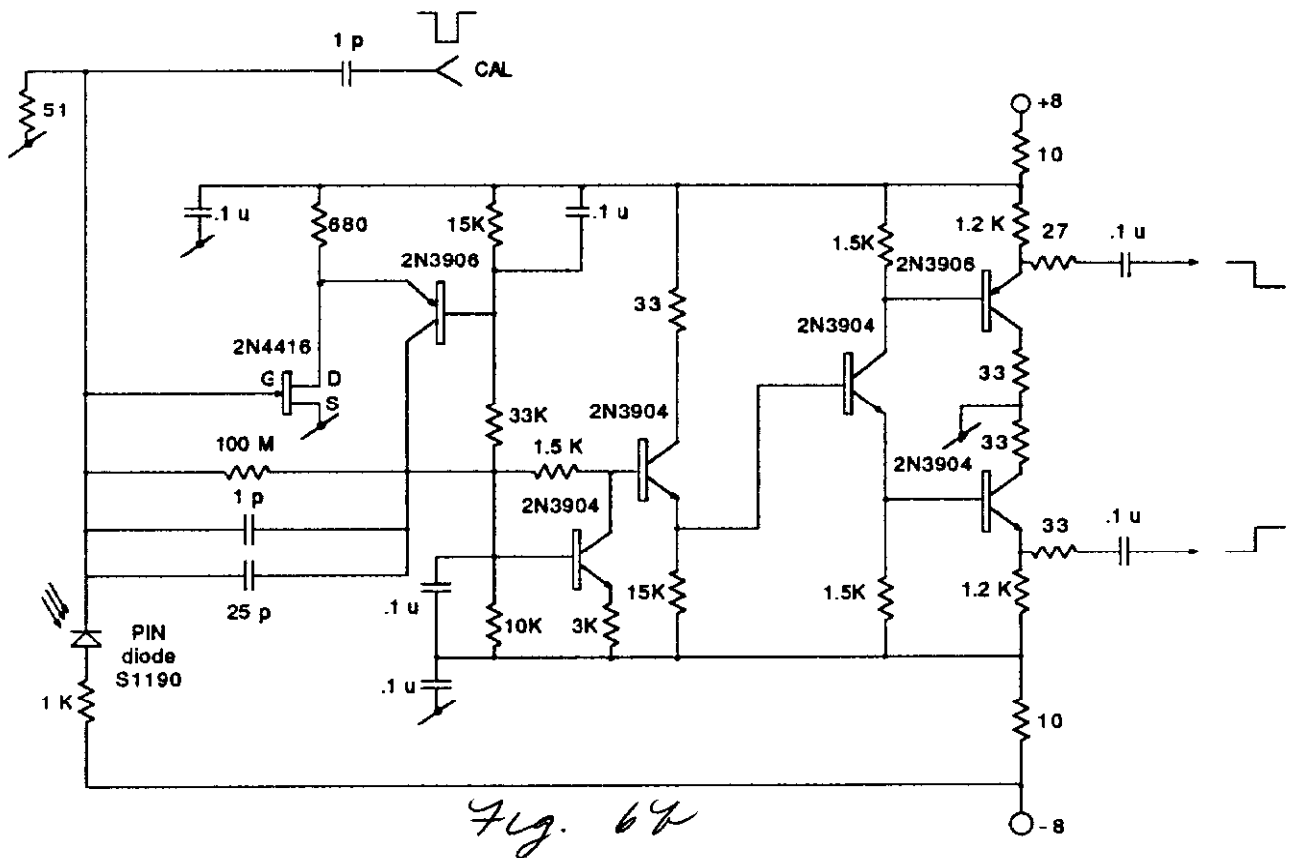 1 p
CAL
51
+8
10
.1 u
680
15K
.1 u
1.5K
1.2 K
27
.1 u
2N3906
2N3906
33
2N3904
2N4416
G
D
S
33
33K
2N3904
33
100 M
1.5 K
2N3904
1 p
2N3904
33
.1 u
25 p
.1 u
10K
3K
15K
1.5K
1.2 K
PIN
diode
S1190
.1 u
1 K
10
Fig. 6b
-8